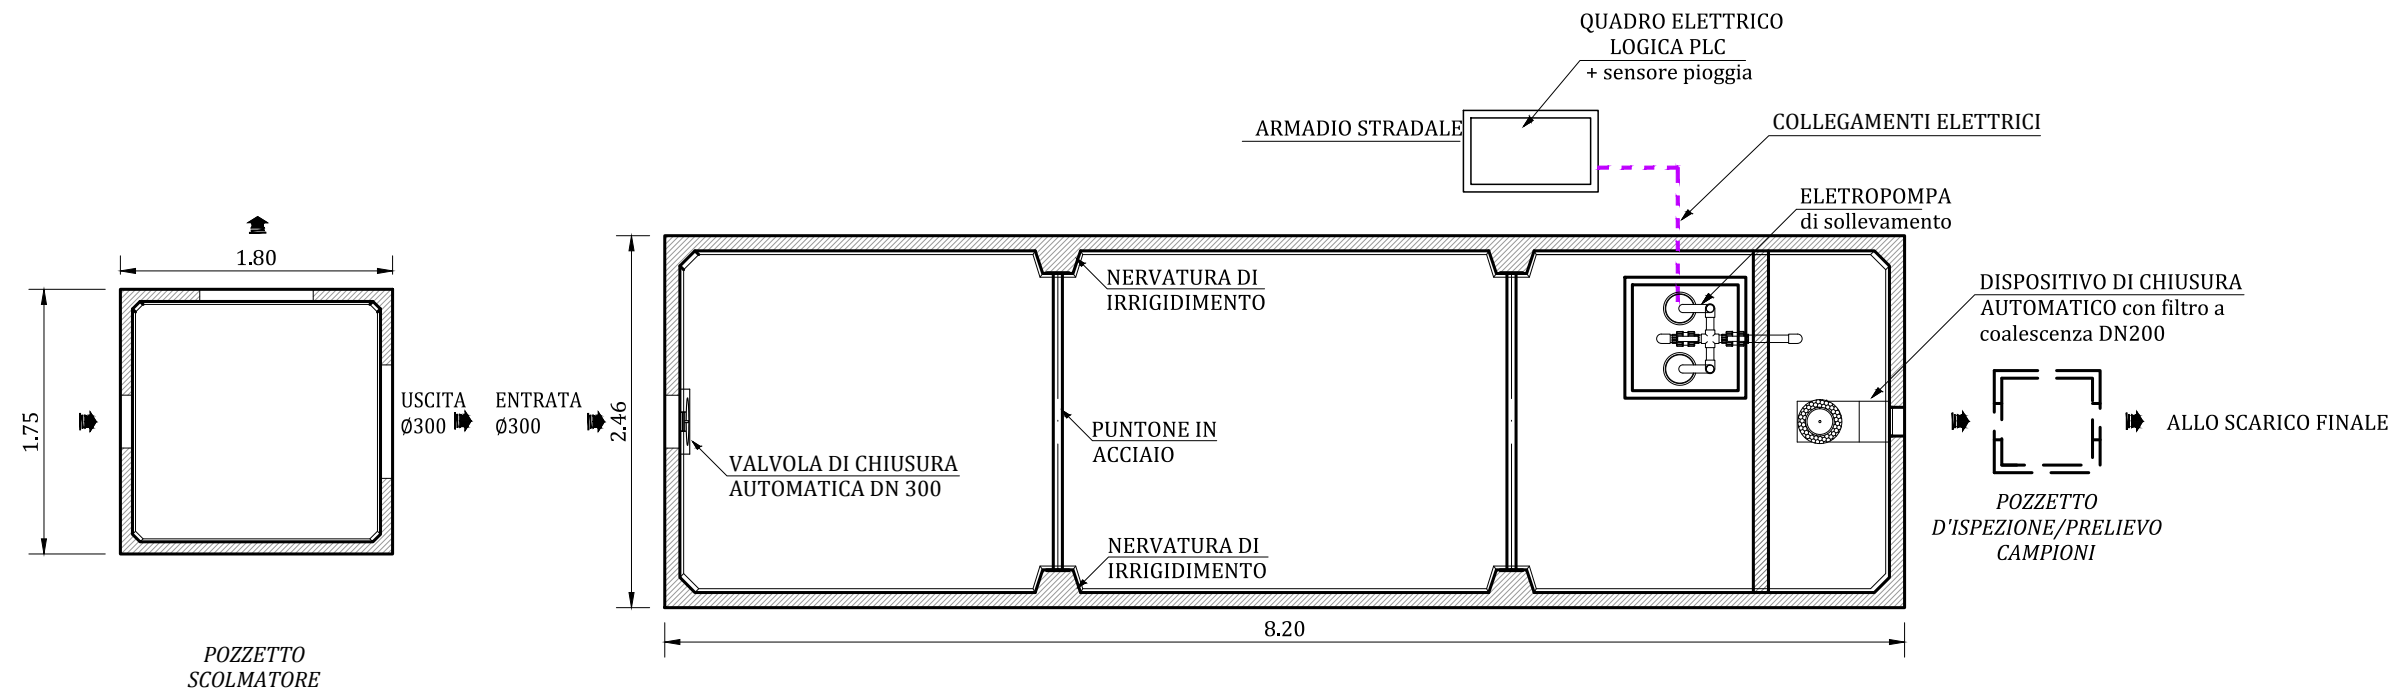 QUADRO ELETTRICO
LOGICA PLC
+ sensore pioggia
ARMADIO STRADALE
COLLEGAMENTI ELETTRICI
ELETROPOMPA
di sollevamento
1.80
1.75
USCITA
Ø300
ENTRATA
Ø300
2.46
NERVATURA DI
IRRIGIDIMENTO
DISPOSITIVO DI CHIUSURA
AUTOMATICO con filtro a
coalescenza DN200
PUNTONE IN
ACCIAIO
VALVOLA DI CHIUSURA
AUTOMATICA DN 300
ALLO SCARICO FINALE
POZZETTO
D'ISPEZIONE/PRELIEVO
CAMPIONI
NERVATURA DI
IRRIGIDIMENTO
8.20
POZZETTO
SCOLMATORE